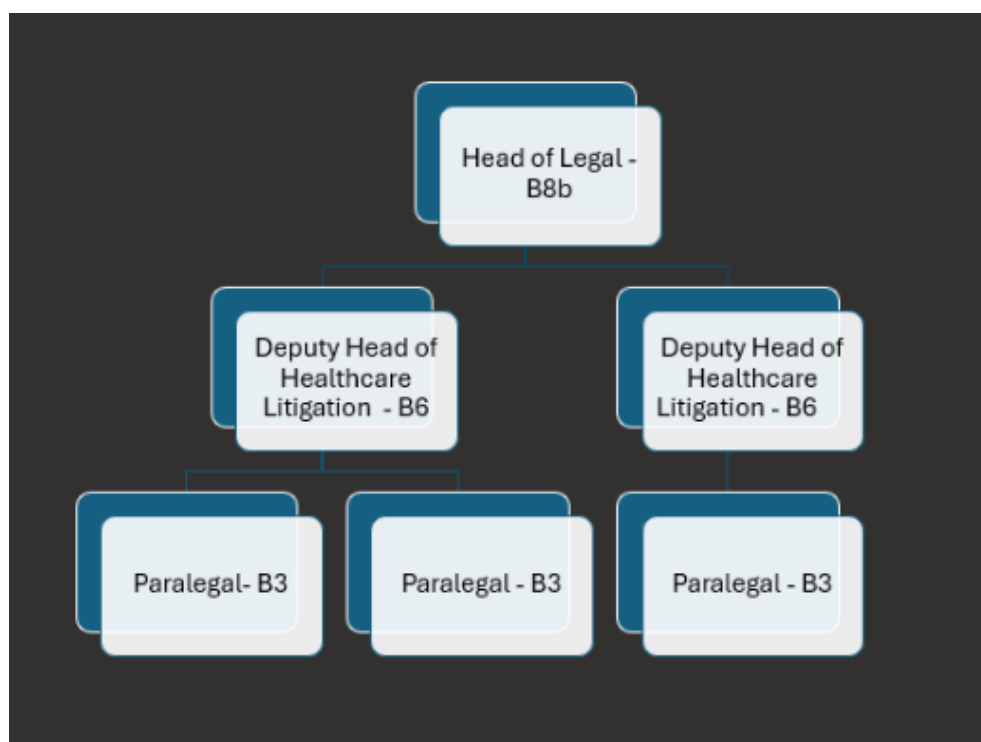 Head of Legal -
B8b
Deputy Head of
Healthcare
Litigation  - B6
Deputy Head of
Healthcare
Litigation - B6
Paralegal- B3
Paralegal - B3
Paralegal - B3